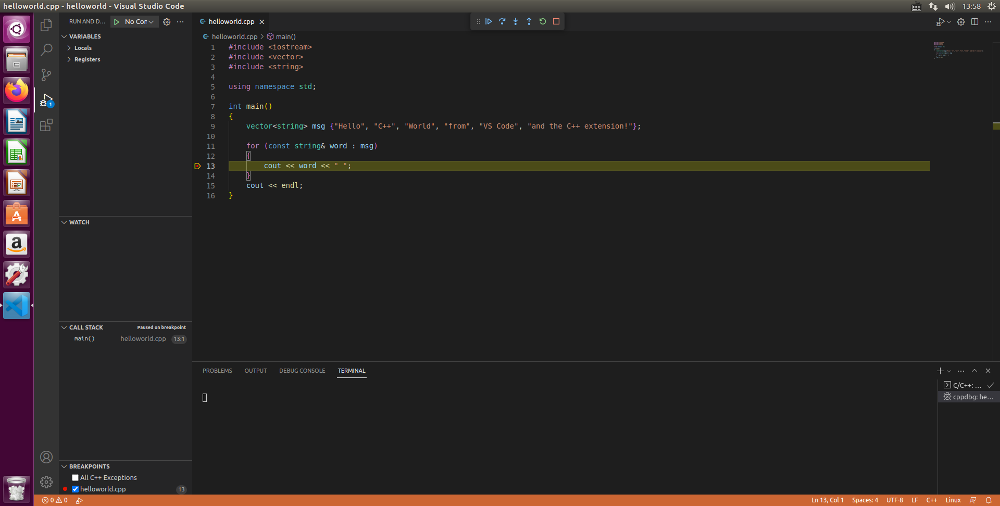 helloworld.cpp - helloworld - Visual Studio Code
13:58
RUN AND D...
No Cor
helloworld.cpp
VARIABLES
Locals
Registers
helloworld.cpp > main()
1 #include <iostream>
2 #include <vector>
3 #include <string>
4
5 using namespace std;
6
7 int main()
8 {
9 vector<string> msg {"Hello", "C++", "World", "from", "VS Code", "and the C++ extension!"};
10
11 for (const string& word : msg)
12 {
13 cout << word << " ";
14 }
15 cout << endl;
16 }
WATCH
CALL STACK Paused on breakpoint
main() helloworld.cpp 13:1
BREAKPOINTS
All C++ Exceptions
helloworld.cpp 13
PROBLEMS OUTPUT DEBUG CONSOLE TERMINAL
C/C++: ...
cppdbg: he...
0 0
Ln 13, Col 1 Spaces: 4 UTF-8 LF C++ Linux